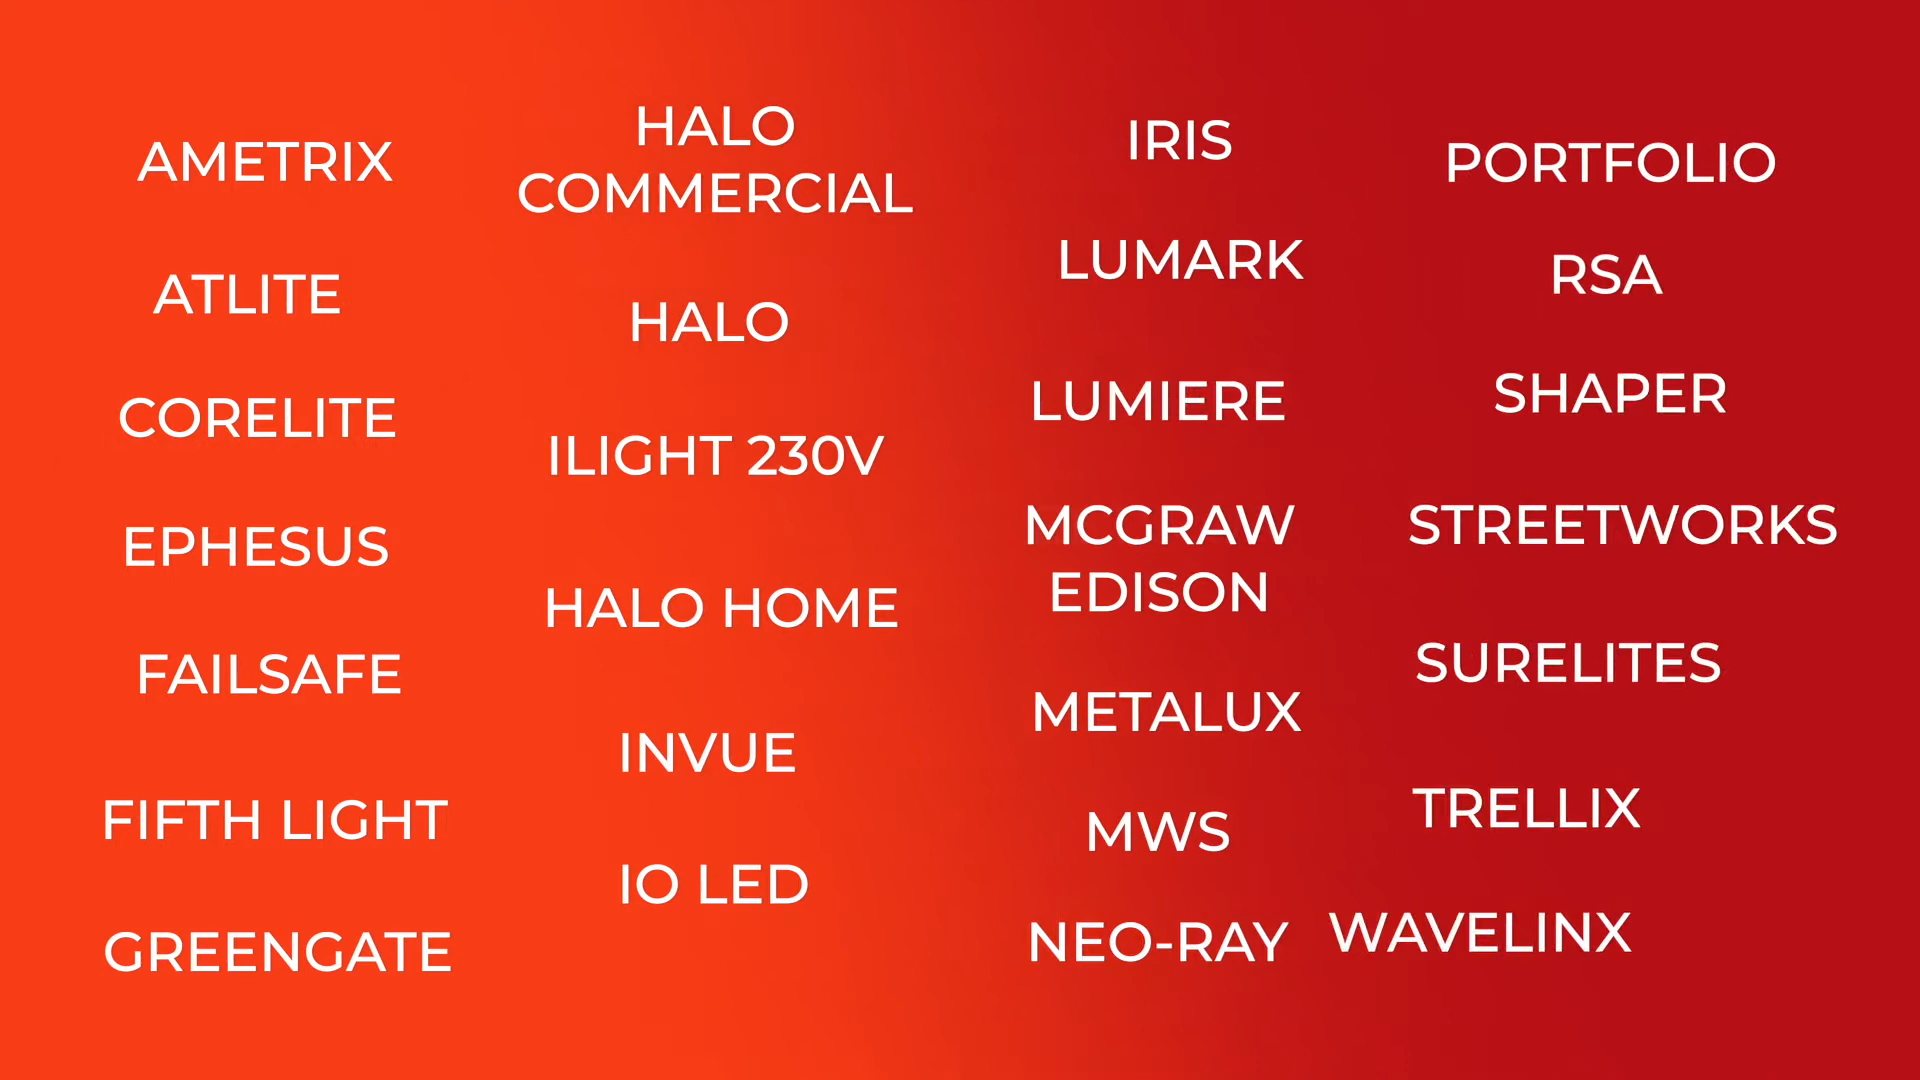 AMETRIX
ATLITE
CORELITE
EPHESUS
FAILSAFE
FIFTH LIGHT
GREENGATE
HALO
COMMERCIAL
HALO
ILIGHT 230V
HALO HOME
INVUE
IO LED
IRIS
LUMARK
LUMIERE
MCGRAW
EDISON
METALUX
MWS
NEO-RAY
PORTFOLIO
RSA
SHAPER
STREETWORKS
SURELITES
TRELLIX
WAVELINX